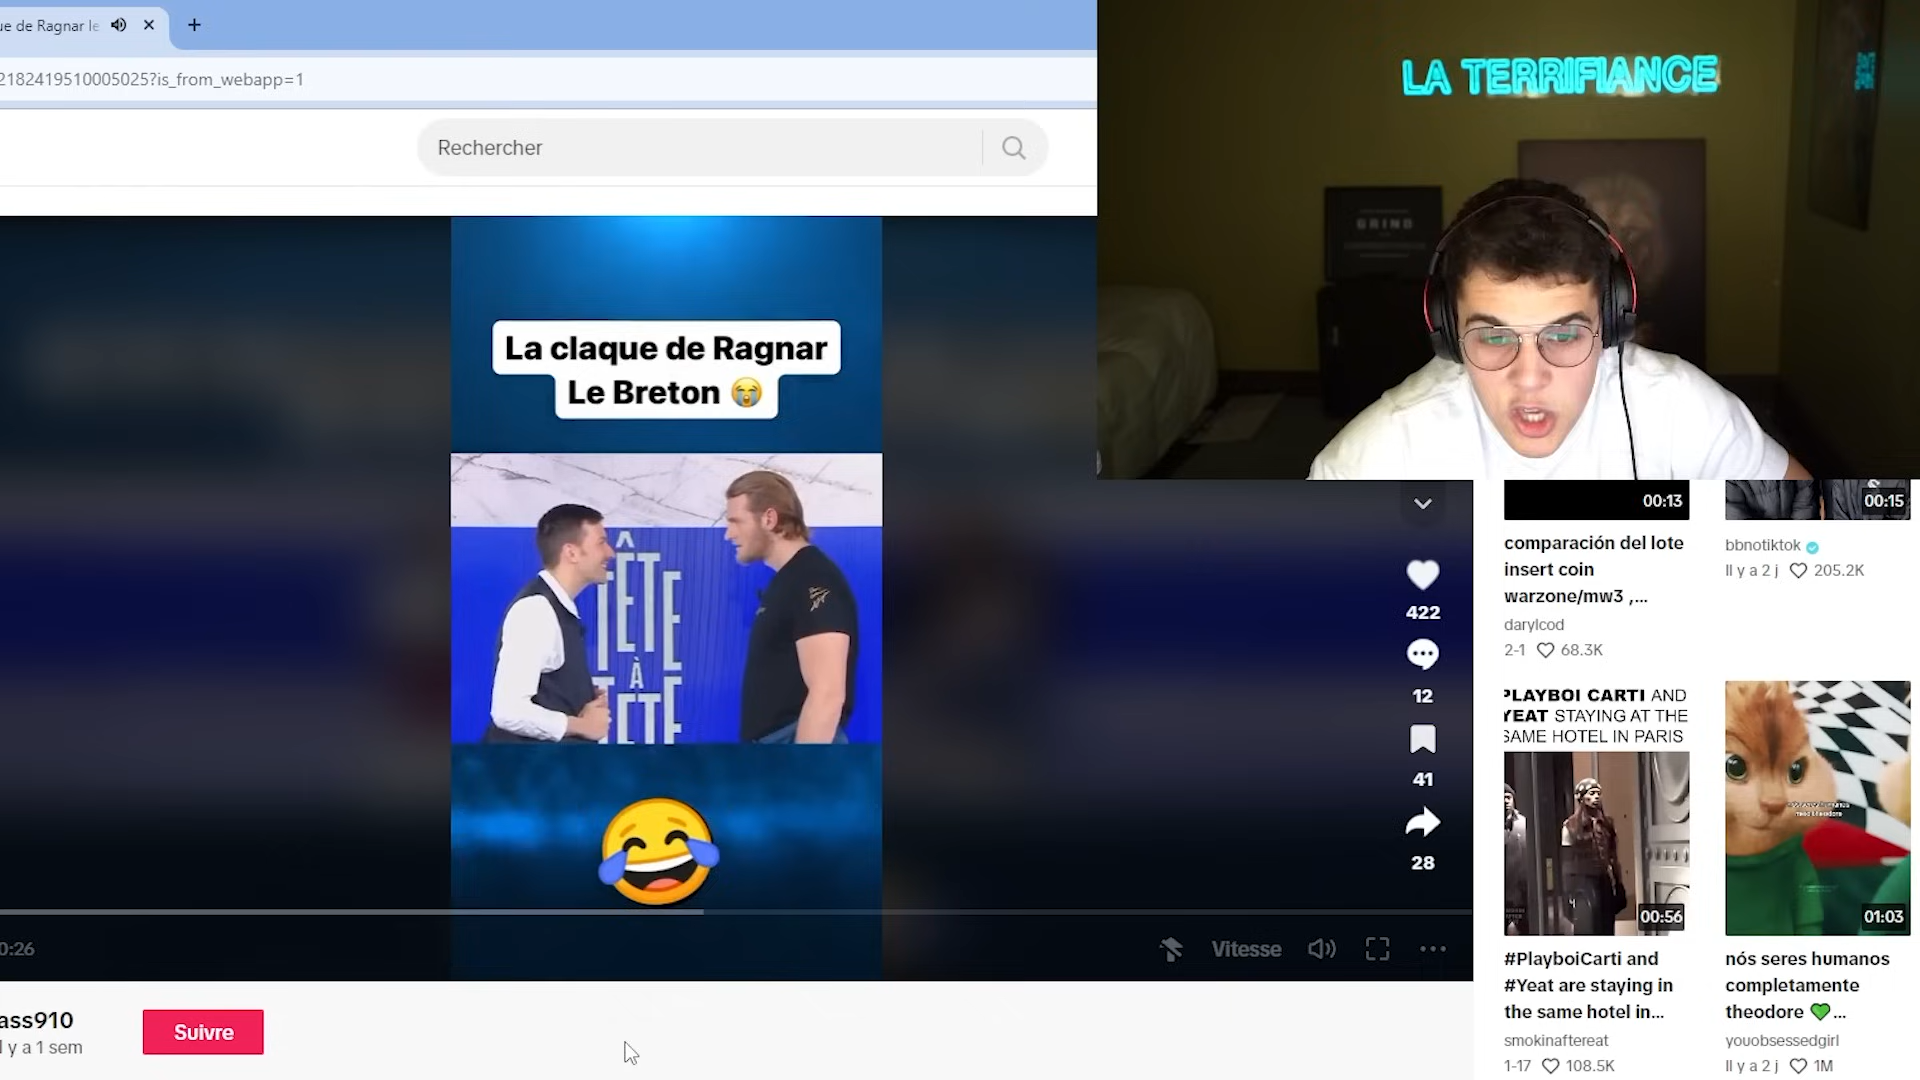 ue de Ragnar le
2182419510005025?is_from_webapp=1
Rechercher
LA TERRIFIANCE
GRIND
La claque de Ragnar
Le Breton 😭
TÊTE
À
TETE
422
12
41
28
0:26
Vitesse
ass910
l y a 1 sem
Suivre
00:13
comparación del lote
insert coin
warzone/mw3 ,...
darylcod
2-1 68.3K
00:15
bbnotiktok
Il y a 2 j 205.2K
PLAYBOI CARTI AND
YEAT STAYING AT THE
SAME HOTEL IN PARIS
00:56
#PlayboiCarti and
#Yeat are staying in
the same hotel in...
smokinaftereat
1-17 108.5K
01:03
nós seres humanos
completamente
theodore 💚...
youobsessedgirl
Il y a 2 j 1M